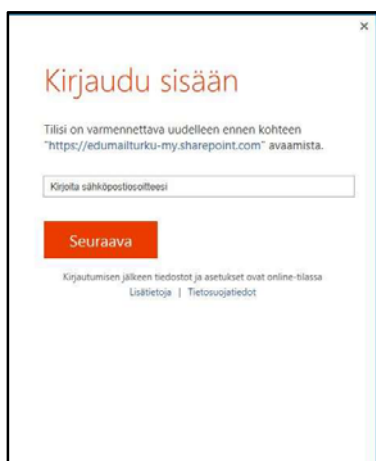 Kirjaudu sisään
Tilisi on varmennettava uudelleen ennen kohteen
"https://edumailturku-my.sharepoint.com" avaamista.
Kirjoita sähköpostiosoitteesi
Seuraava
Kirjautumisen jälkeen tiedostot ja asetukset ovat online-tilassa
Lisätietoja | Tietosuojatiedot